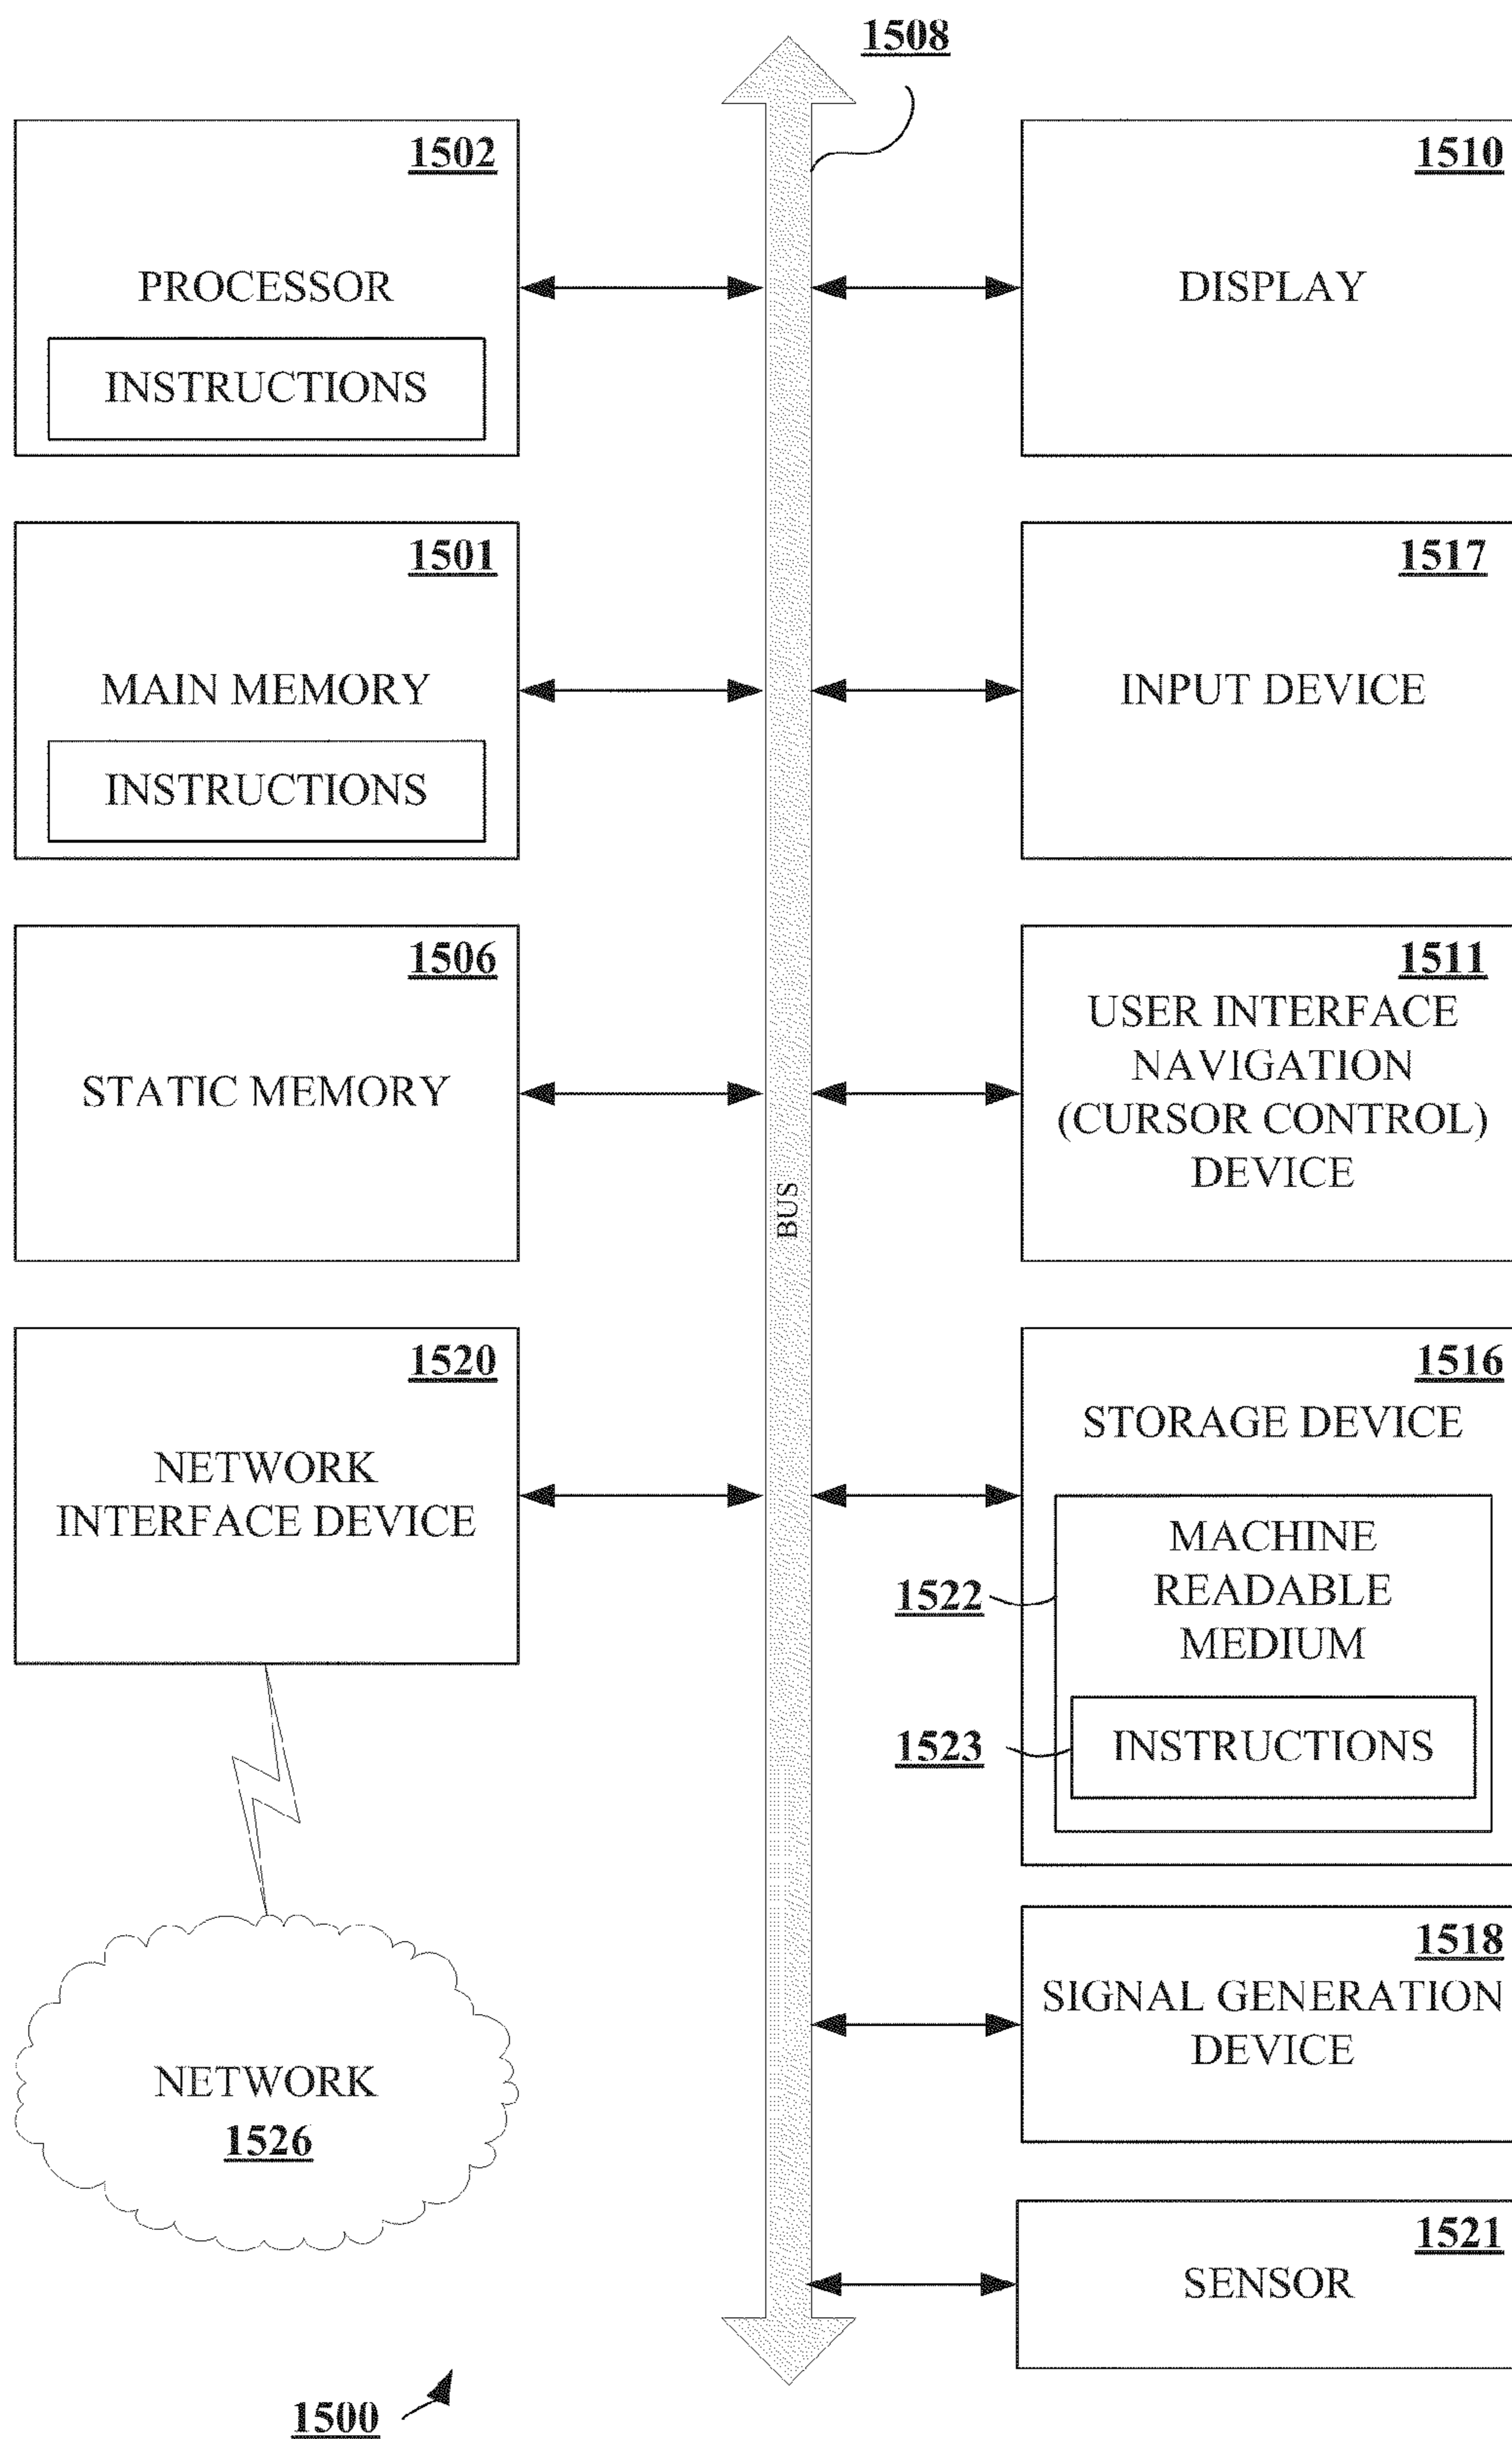 1508
1502
PROCESSOR
INSTRUCTIONS
1510
DISPLAY
1501
MAIN MEMORY
INSTRUCTIONS
1517
INPUT DEVICE
1506
STATIC MEMORY
1511
USER INTERFACE
NAVIGATION
(CURSOR CONTROL)
DEVICE
BUS
1520
NETWORK
INTERFACE DEVICE
1516
STORAGE DEVICE
MACHINE
READABLE
MEDIUM
1522
INSTRUCTIONS
1523
1518
SIGNAL GENERATION
DEVICE
NETWORK
1526
1521
SENSOR
1500